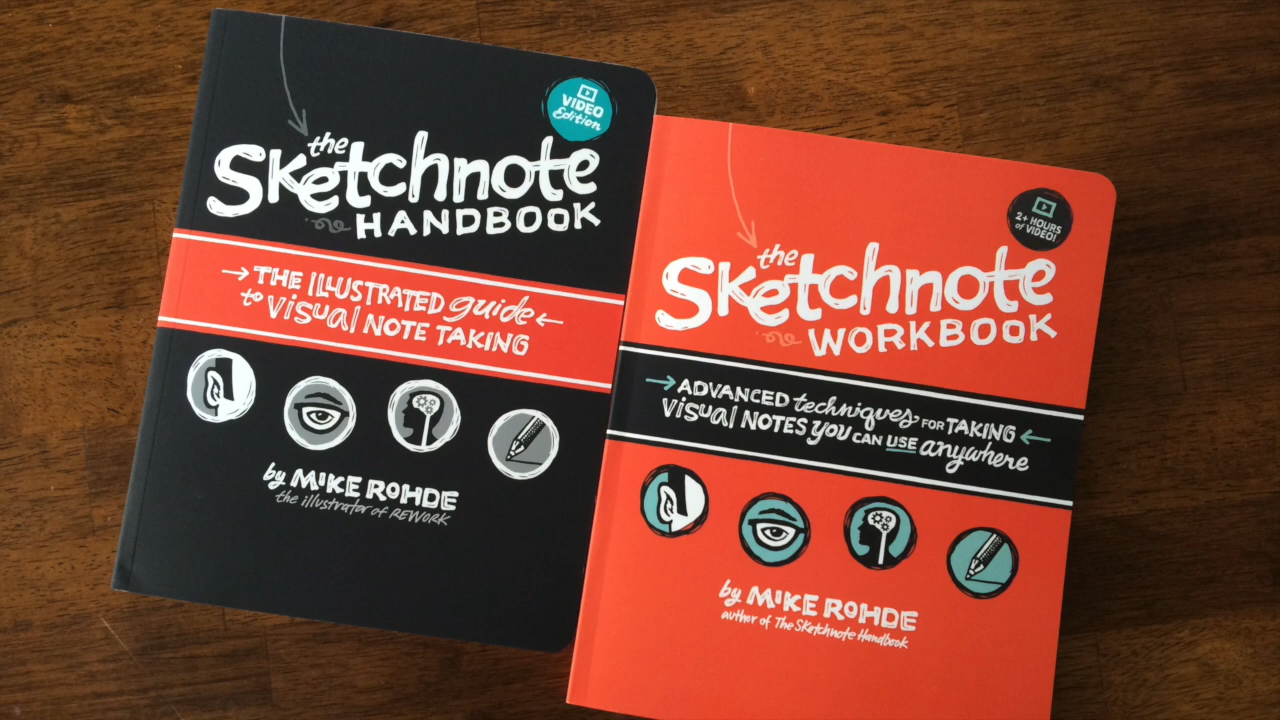 VIDEO
Edition
the
Sketchnote
HANDBOOK
THE ILLUSTRATED guide
to VISUAL NOTE TAKING
by MIKE ROHDE
the illustrator of REWORK
2+ HOURS
of VIDEO!
the
Sketchnote
WORKBOOK
ADVANCED techniques FOR TAKING
VISUAL NOTES YOU CAN USE anywhere
by MIKE ROHDE
author of The Sketchnote Handbook